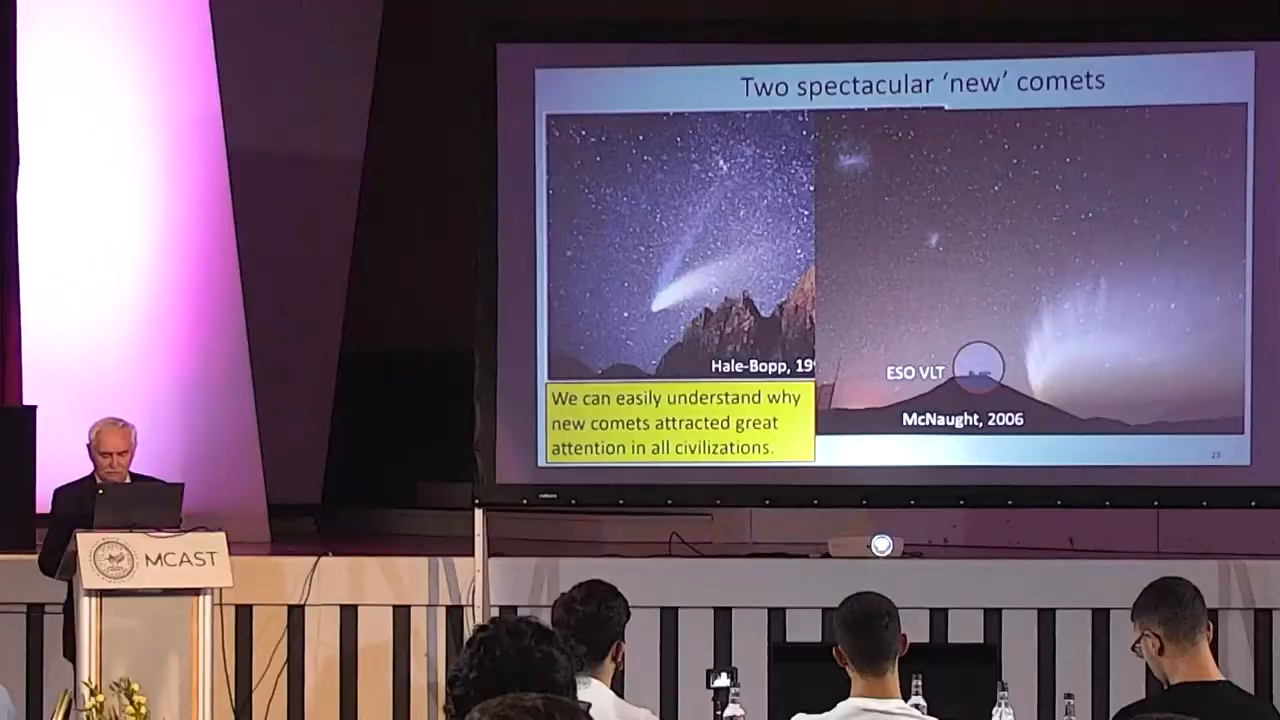 Two spectacular 'new' comets
Hale-Bopp, 19
ESO VLT
McNaught, 2006
We can easily understand why
new comets attracted great
attention in all civilizations.
23
MCAST